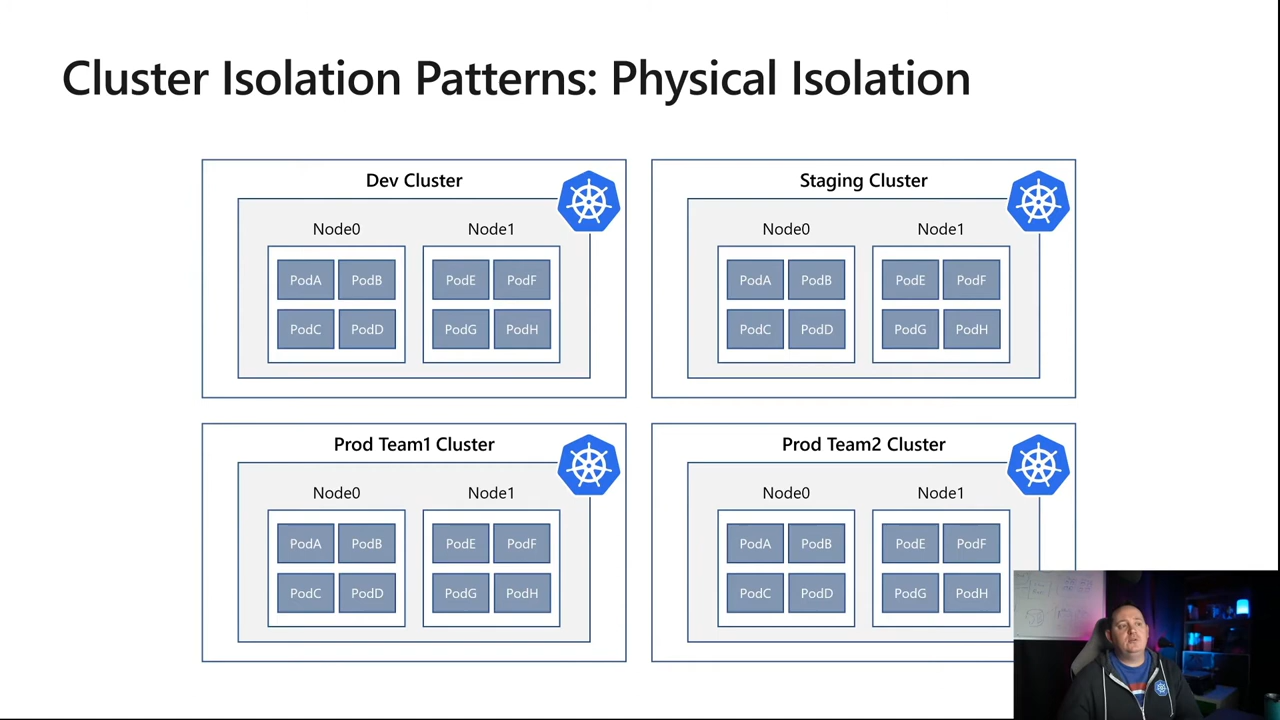 Cluster Isolation Patterns: Physical Isolation
Dev Cluster
Node0
Node1
PodA PodB
PodE PodF
PodC PodD
PodG PodH
Staging Cluster
Node0
Node1
PodA PodB
PodE PodF
PodC PodD
PodG PodH
Prod Team1 Cluster
Node0
Node1
PodA PodB
PodE PodF
PodC PodD
PodG PodH
Prod Team2 Cluster
Node0
Node1
PodA PodB
PodE PodF
PodC PodD
PodG PodH